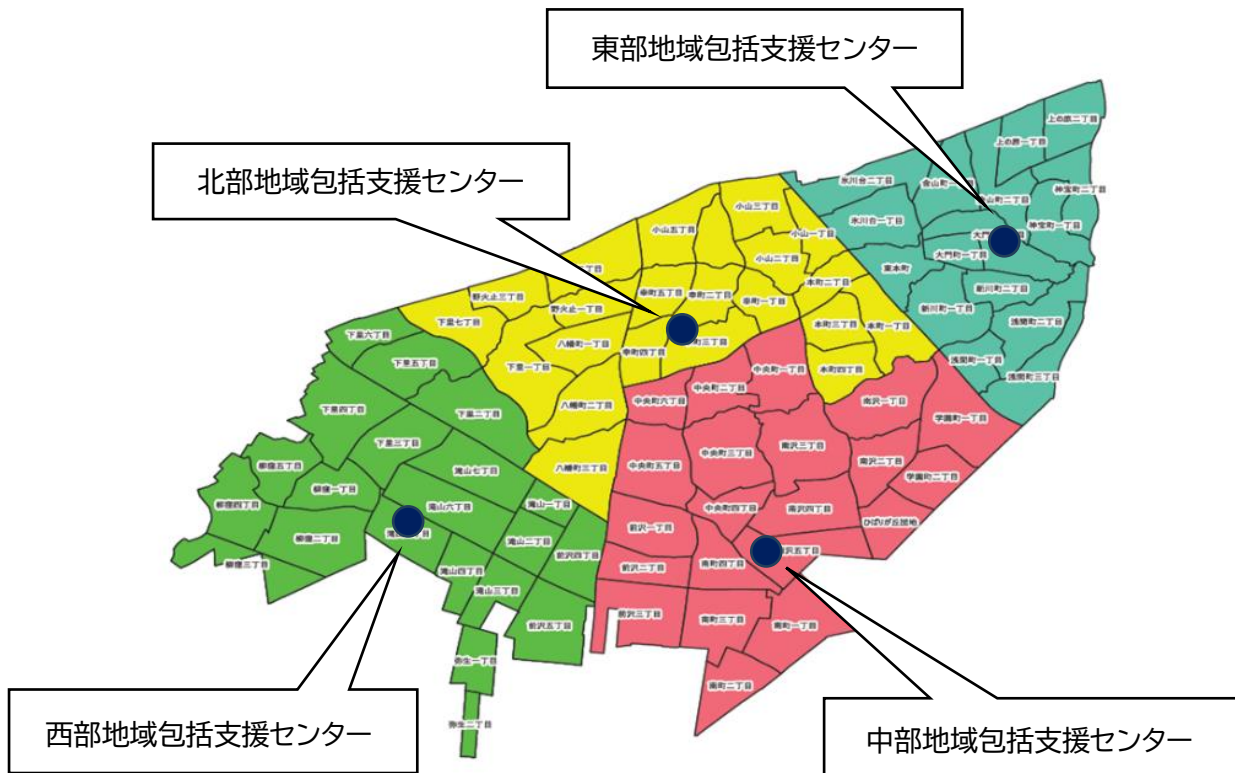 東部地域包括支援センター
北部地域包括支援センター
上の原二丁目
上の原一丁目
氷川台二丁目
金山町一丁目
神宝町二丁目
氷川台一丁目
神宝町一丁目
大門町一丁目
東本町
新川町二丁目
新川町一丁目
浅間町二丁目
浅間町一丁目
浅間町三丁目
小山三丁目
小山五丁目
小山一丁目
小山二丁目
本町二丁目
野火止三丁目
幸町五丁目
幸町二丁目
幸町一丁目
野火止一丁目
下里七丁目
本町三丁目
本町一丁目
八幡町一丁目
幸町四丁目
下里一丁目
本町四丁目
八幡町二丁目
八幡町三丁目
下里六丁目
下里五丁目
下里四丁目
下里二丁目
下里三丁目
柳窪五丁目
滝山七丁目
柳窪一丁目
柳窪四丁目
滝山六丁目
滝山一丁目
柳窪二丁目
滝山二丁目
前沢四丁目
柳窪三丁目
滝山四丁目
滝山三丁目
前沢五丁目
弥生一丁目
弥生二丁目
中央町一丁目
中央町二丁目
中央町六丁目
南沢一丁目
学園町一丁目
南沢三丁目
中央町三丁目
中央町五丁目
南沢二丁目
学園町二丁目
中央町四丁目
南沢四丁目
ひばりが丘団地
前沢一丁目
前沢二丁目
南町四丁目
前沢三丁目
南町三丁目
南町一丁目
南町二丁目
西部地域包括支援センター
中部地域包括支援センター